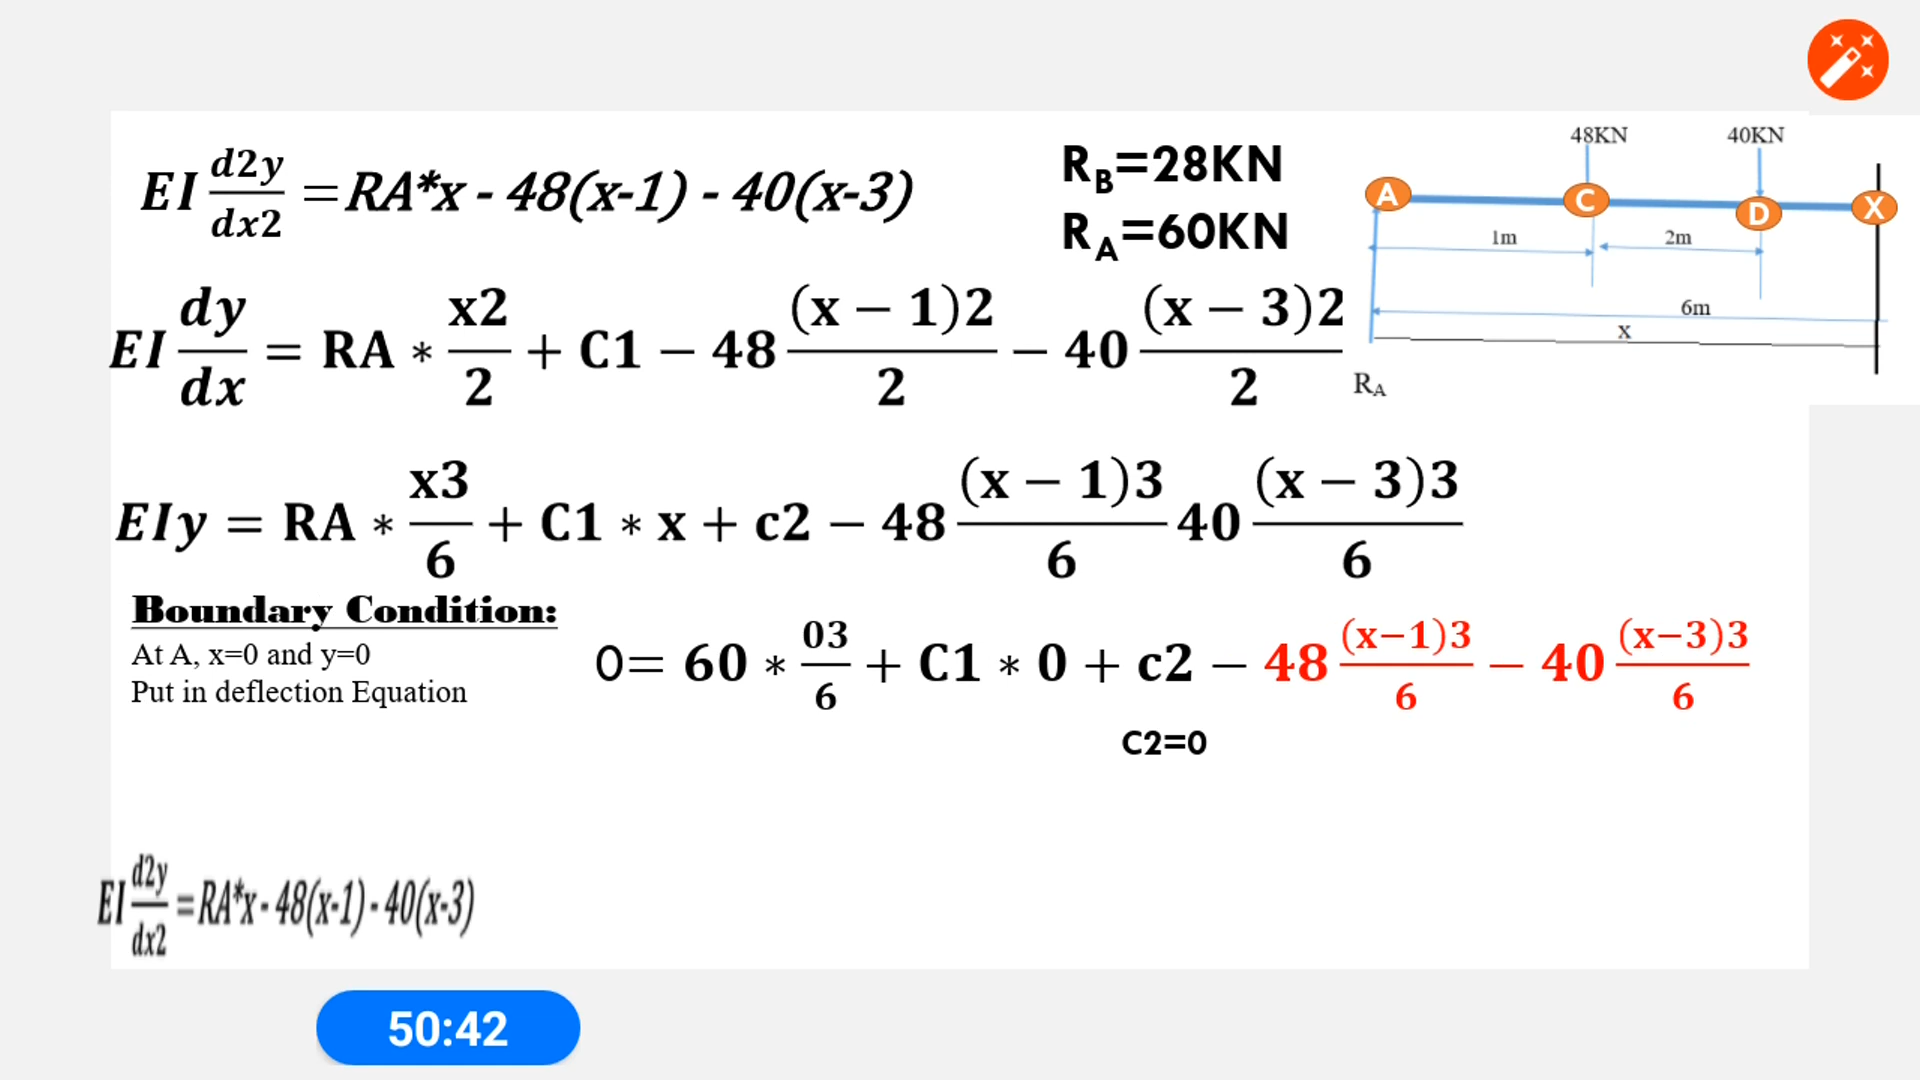 EI d2y/dx2 =RA*x - 48(x-1) - 40(x-3)
RB=28KN
RA=60KN
48KN 40KN
A C D X
1m 2m
6m
x
RA
EI dy/dx = RA ∗ x2/2 + C1 − 48 (x − 1)2/2 − 40 (x − 3)2/2
EIy = RA ∗ x3/6 + C1 ∗ x + c2 − 48 (x − 1)3/6 40 (x − 3)3/6
Boundary Condition:
At A, x=0 and y=0
Put in deflection Equation
0= 60 ∗ 03/6 + C1 ∗ 0 + c2 − 48 (x−1)3/6 − 40 (x−3)3/6
C2=0
EI d2y/dx2 =RA*x - 48(x-1) - 40(x-3)
50:42